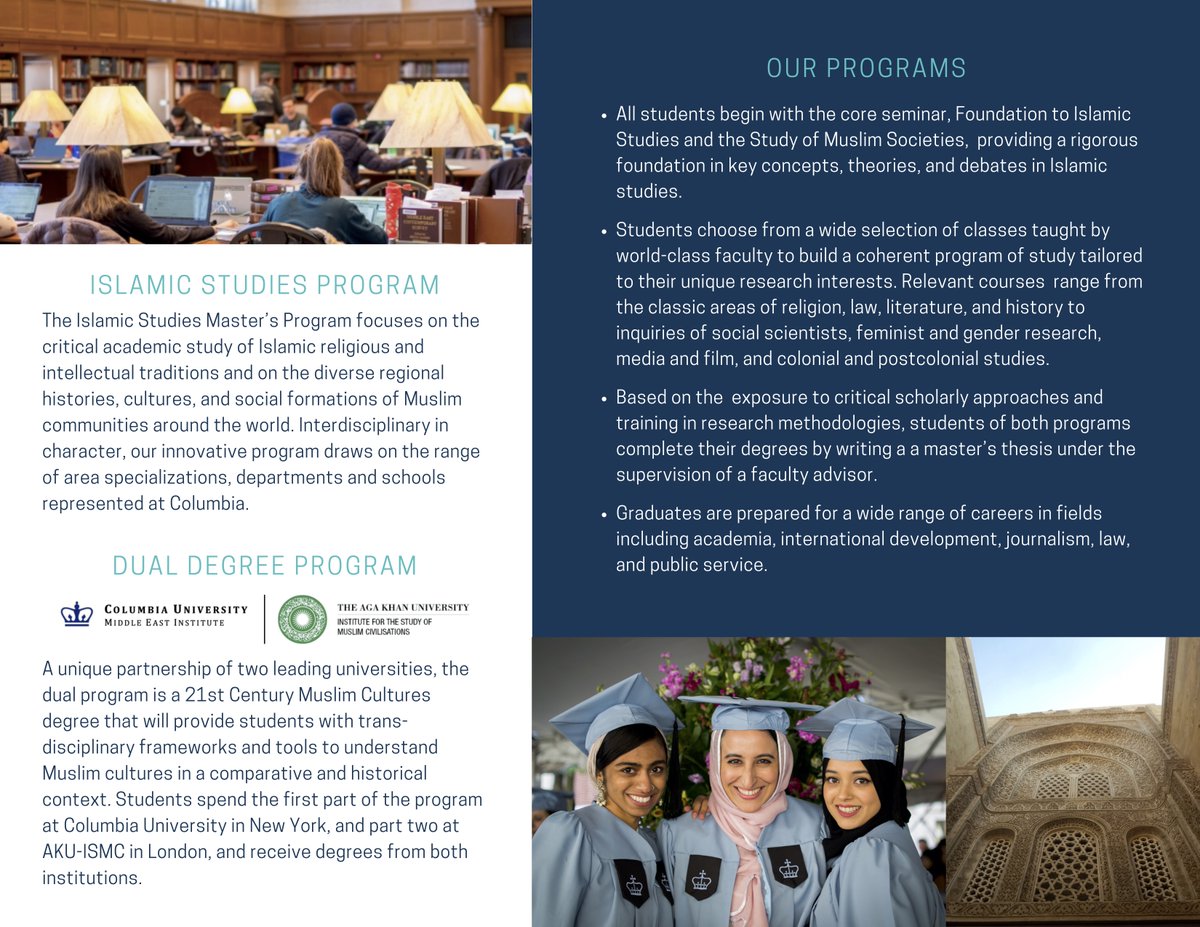 ISLAMIC STUDIES PROGRAM
The Islamic Studies Master's Program focuses on the
critical academic study of Islamic religious and
intellectual traditions and on the diverse regional
histories, cultures, and social formations of Muslim
communities around the world. Interdisciplinary in
character, our innovative program draws on the range
of area specializations, departments and schools
represented at Columbia.
DUAL DEGREE PROGRAM
COLUMBIA UNIVERSITY
MIDDLE EAST INSTITUTE
THE AGA KHAN UNIVERSITY
INSTITUTE FOR THE STUDY OF
MUSLIM CIVILISATIONS
A unique partnership of two leading universities, the
dual program is a 21st Century Muslim Cultures
degree that will provide students with trans-
disciplinary frameworks and tools to understand
Muslim cultures in a comparative and historical
context. Students spend the first part of the program
at Columbia University in New York, and part two at
AKU-ISMC in London, and receive degrees from both
institutions.
OUR PROGRAMS
• All students begin with the core seminar, Foundation to Islamic
Studies and the Study of Muslim Societies, providing a rigorous
foundation in key concepts, theories, and debates in Islamic
studies.
• Students choose from a wide selection of classes taught by
world-class faculty to build a coherent program of study tailored
to their unique research interests. Relevant courses range from
the classic areas of religion, law, literature, and history to
inquiries of social scientists, feminist and gender research,
media and film, and colonial and postcolonial studies.
• Based on the exposure to critical scholarly approaches and
training in research methodologies, students of both programs
complete their degrees by writing a a master's thesis under the
supervision of a faculty advisor.
• Graduates are prepared for a wide range of careers in fields
including academia, international development, journalism, law,
and public service.